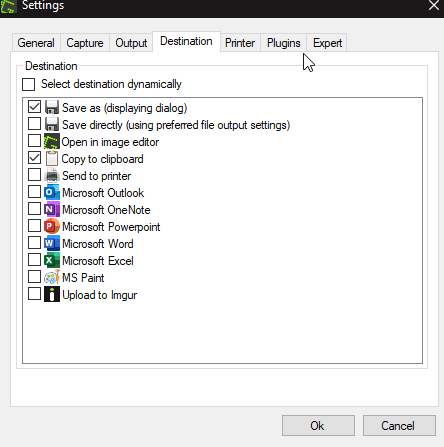 Settings
General Capture Output Destination Printer Plugins Expert
Destination
Select destination dynamically
Save as (displaying dialog)
Save directly (using preferred file output settings)
Open in image editor
Copy to clipboard
Send to printer
Microsoft Outlook
Microsoft OneNote
Microsoft Powerpoint
Microsoft Word
Microsoft Excel
MS Paint
Upload to Imgur
Ok Cancel